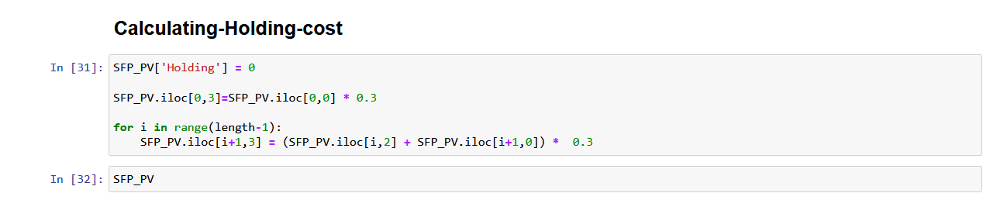 Calculating-Holding-cost
In [31]: SFP_PV['Holding'] = 0
SFP_PV.iloc[0,3]=SFP_PV.iloc[0,0] * 0.3
for i in range(length-1):
    SFP_PV.iloc[i+1,3] = (SFP_PV.iloc[i,2] + SFP_PV.iloc[i+1,0]) *  0.3
In [32]: SFP_PV